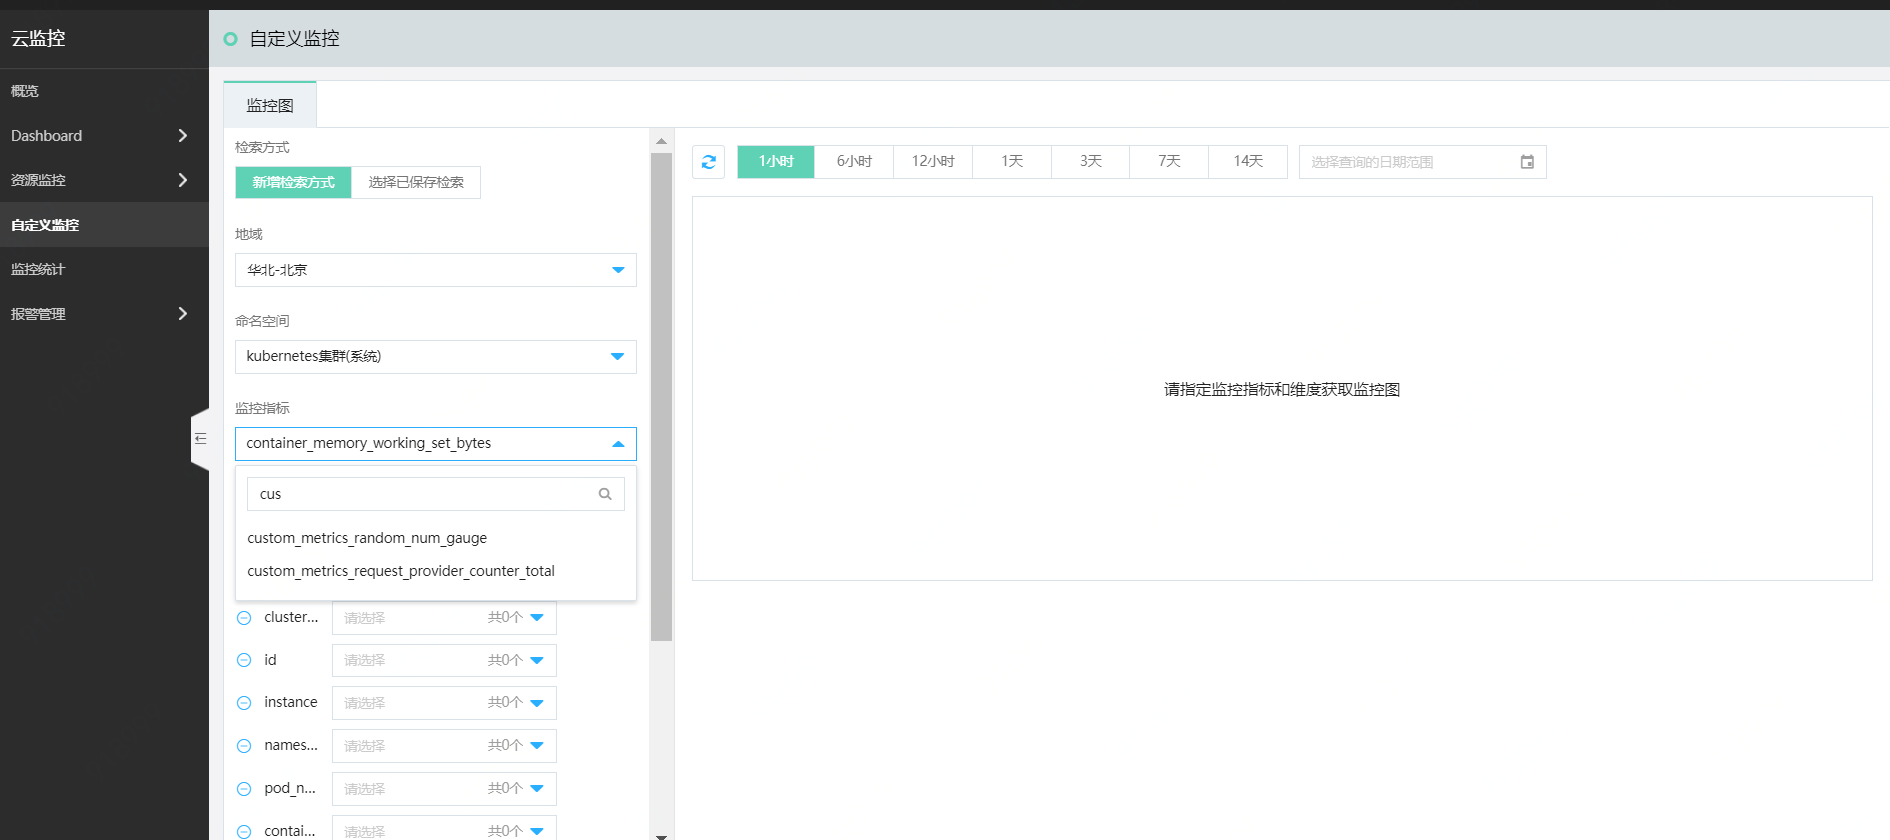 云监控
概览
Dashboard
资源监控
自定义监控
监控统计
报警管理
自定义监控
监控图
检索方式
新增检索方式
选择已保存检索
地域
华北-北京
命名空间
kubernetes集群(系统)
监控指标
container_memory_working_set_bytes
cus
custom_metrics_random_num_gauge
custom_metrics_request_provider_counter_total
cluster... 请选择 共0个
id 请选择 共0个
instance 请选择 共0个
names... 请选择 共0个
pod_n... 请选择 共0个
contai... 请选择 共0个
1小时 6小时 12小时 1天 3天 7天 14天 选择查询的日期范围
请指定监控指标和维度获取监控图